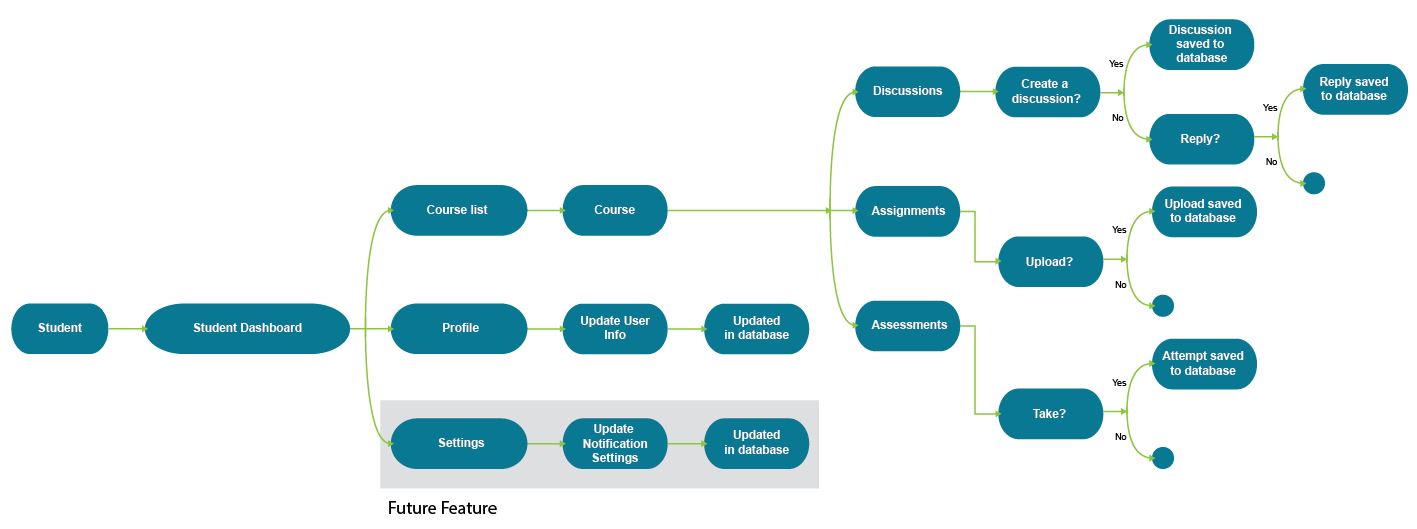 Student
Student Dashboard
Course list
Course
Profile
Update User
Info
Updated
in database
Settings
Update
Notification
Settings
Updated
in database
Future Feature
Discussions
Create a
discussion?
Yes
No
Discussion
saved to
database
Reply?
Yes
No
Reply saved
to database
Assignments
Upload?
Yes
No
Upload saved
to database
Assessments
Take?
Yes
No
Attempt saved
to database